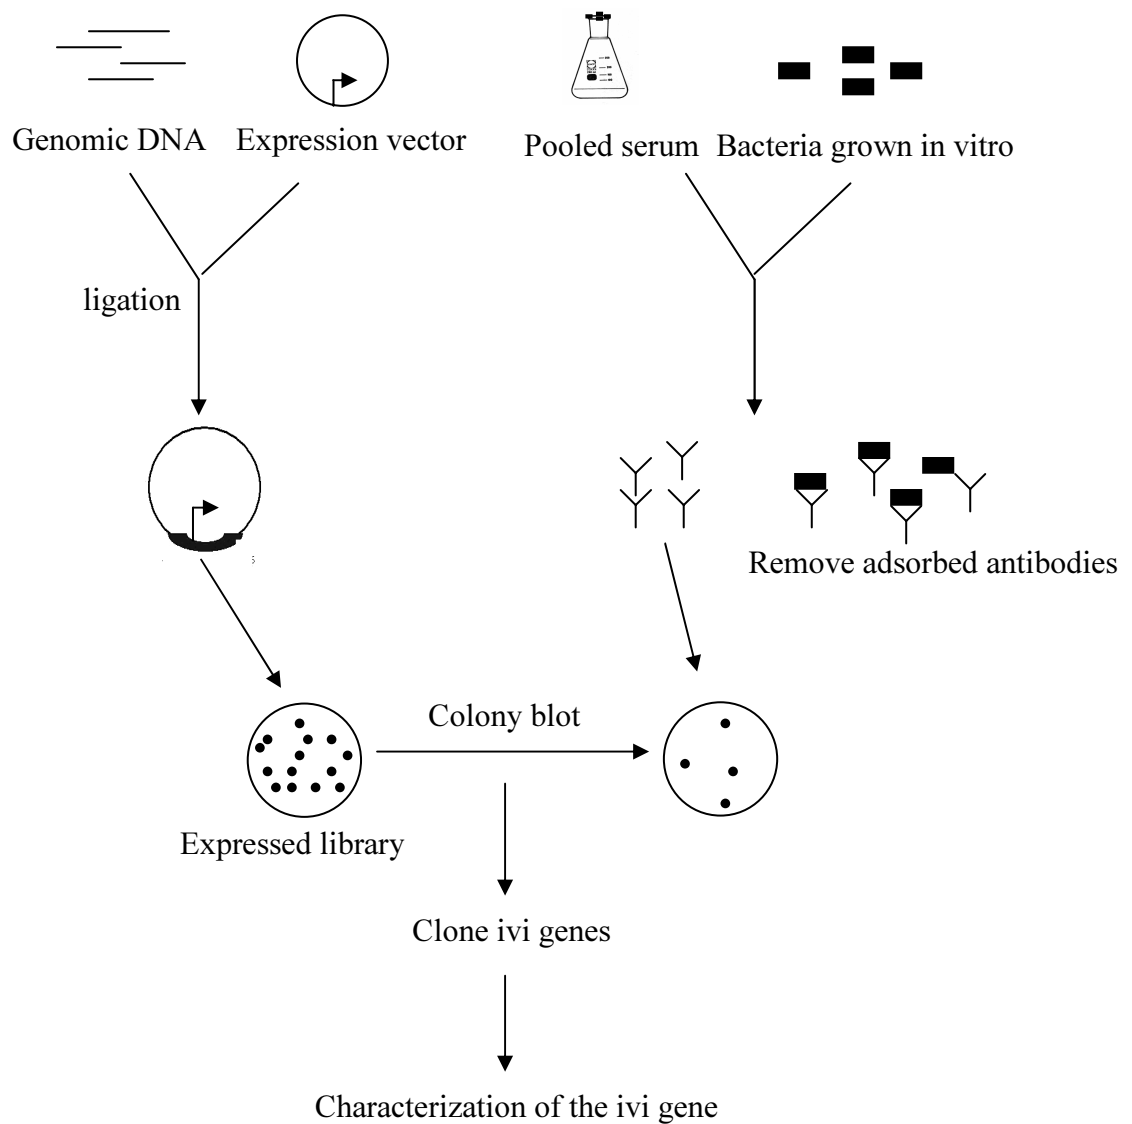 Genomic DNA
Expression vector
Pooled serum
Bacteria grown in vitro
ligation
Remove adsorbed antibodies
Colony blot
Expressed library
Clone ivi genes
Characterization of the ivi gene